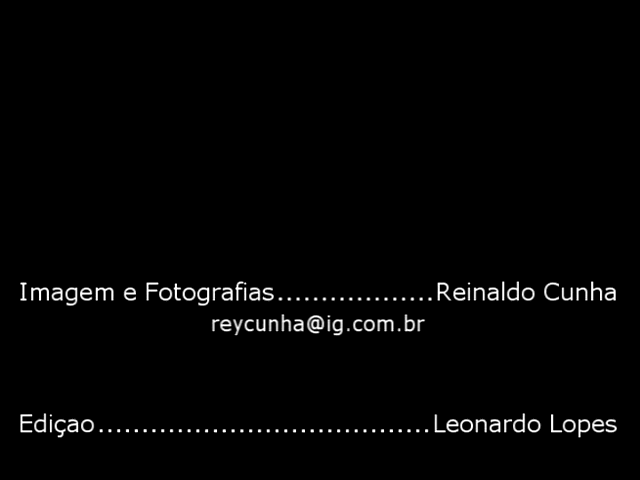 Imagem e Fotografias..................Reinaldo Cunha
reycunha@ig.com.br
Ediçao.....................................Leonardo Lopes